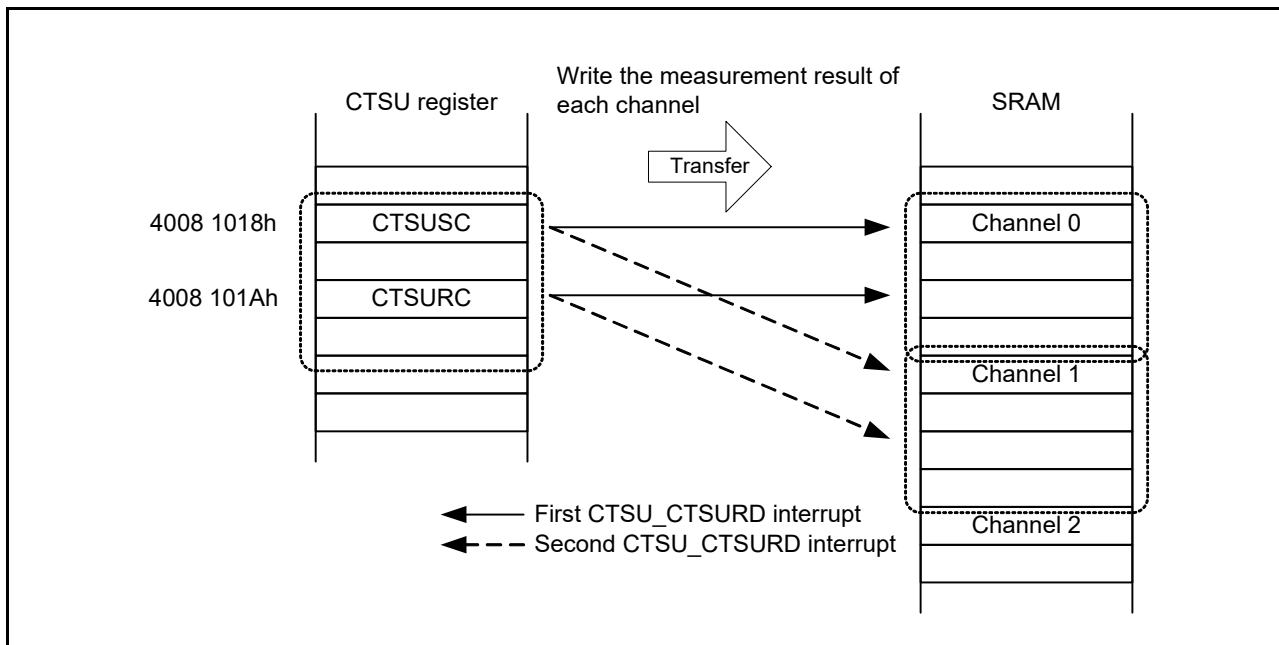 Write the measurement result of
each channel
CTSU register
SRAM
Transfer
4008 1018h
CTSUSC
Channel 0
4008 101Ah
CTSURC
Channel 1
First CTSU_CTSURD interrupt
Channel 2
Second CTSU_CTSURD interrupt